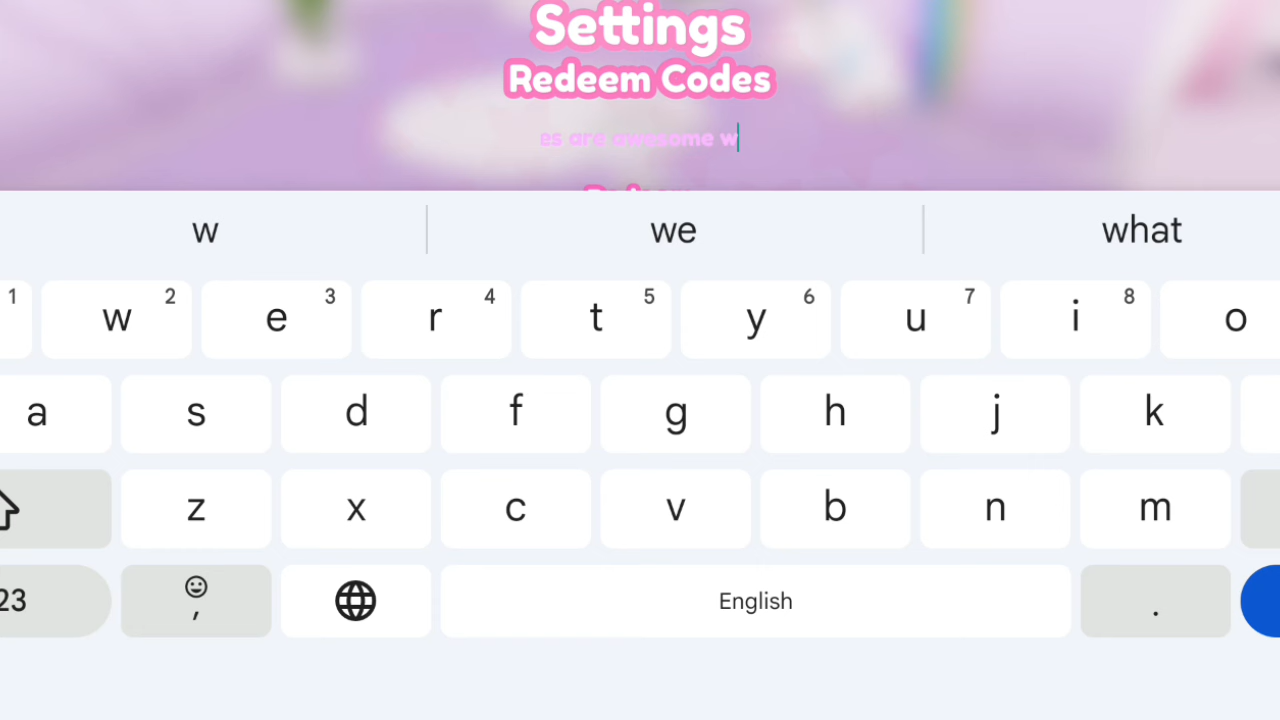 Settings
Redeem Codes
es are awesome w
w we what
1 2 3 4 5 6 7 8
w e r t y u i o
a s d f g h j k
z x c v b n m
23 , English .